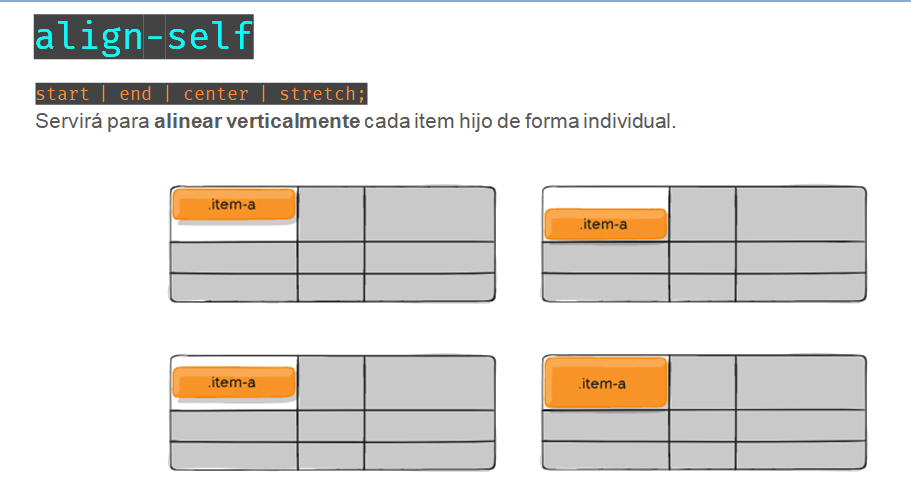 align-self
start | end | center | stretch;
Servirá para alinear verticalmente cada item hijo de forma individual.
.item-a
.item-a
.item-a
.item-a